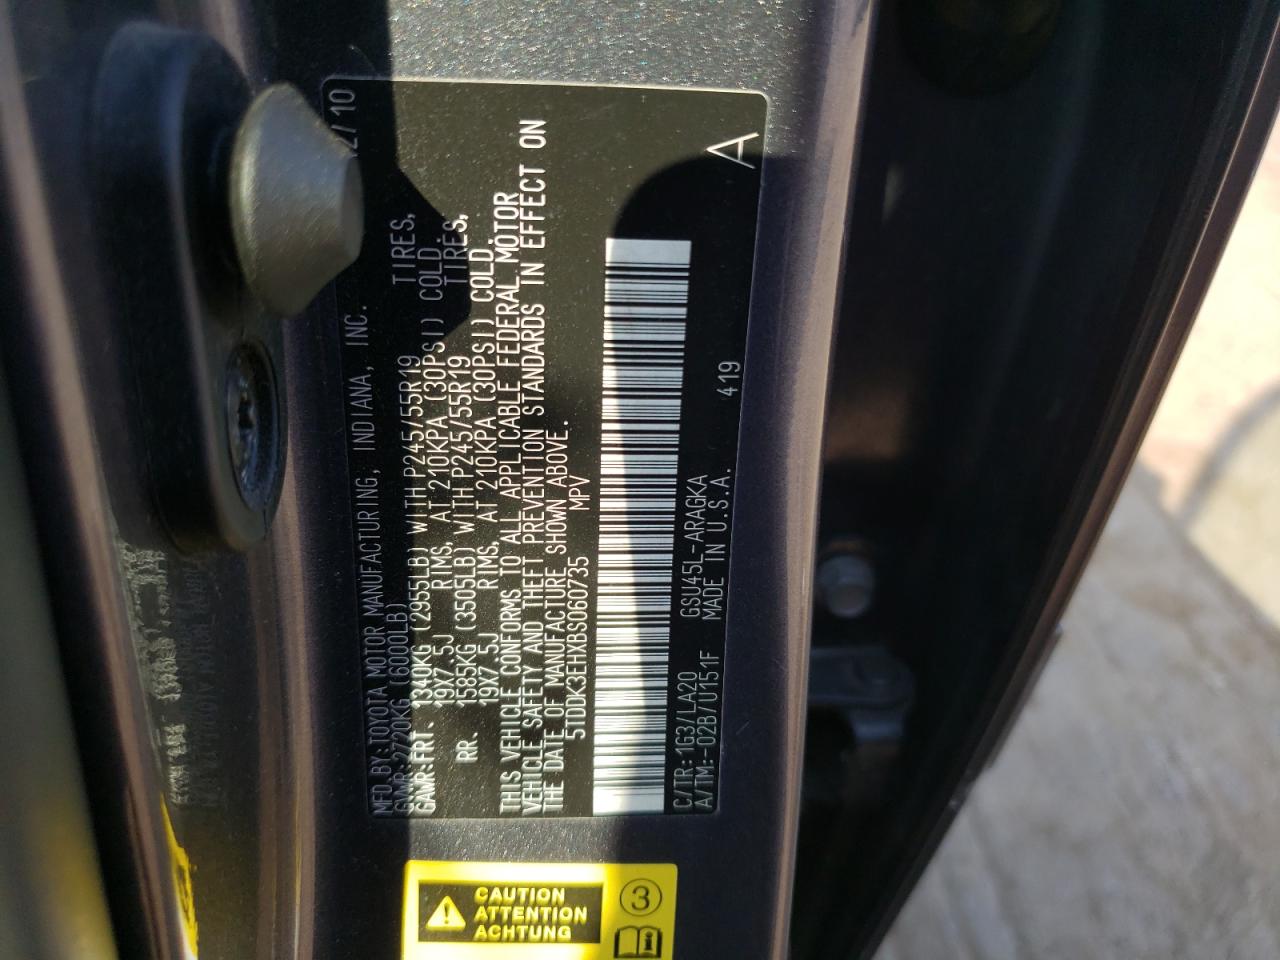 MFD. BY: TOYOTA MOTOR MANUFACTURING, INDIANA, INC. 2/10
GVWR: 2720KG (6000LB)
GAWR: FRT. 1340KG (2955LB) WITH P245/55R19 TIRES,
19X7.5J RIMS, AT 210KPA (30PSI) COLD
RR. 1585KG (3505LB) WITH P245/55R19 TIRES,
19X7.5J RIMS, AT 210KPA (30PSI) COLD.
THIS VEHICLE CONFORMS TO ALL APPLICABLE FEDERAL MOTOR
VEHICLE SAFETY AND THEFT PREVENTION STANDARDS IN EFFECT ON
THE DATE OF MANUFACTURE SHOWN ABOVE.
5TDDK3EHXBS060735 MPV
C/TR: 1G3/LA20 GSU45L-ARAGKA
A/TM: -02B/U151F MADE IN U.S.A. 419
A
CAUTION
ATTENTION
ACHTUNG
3